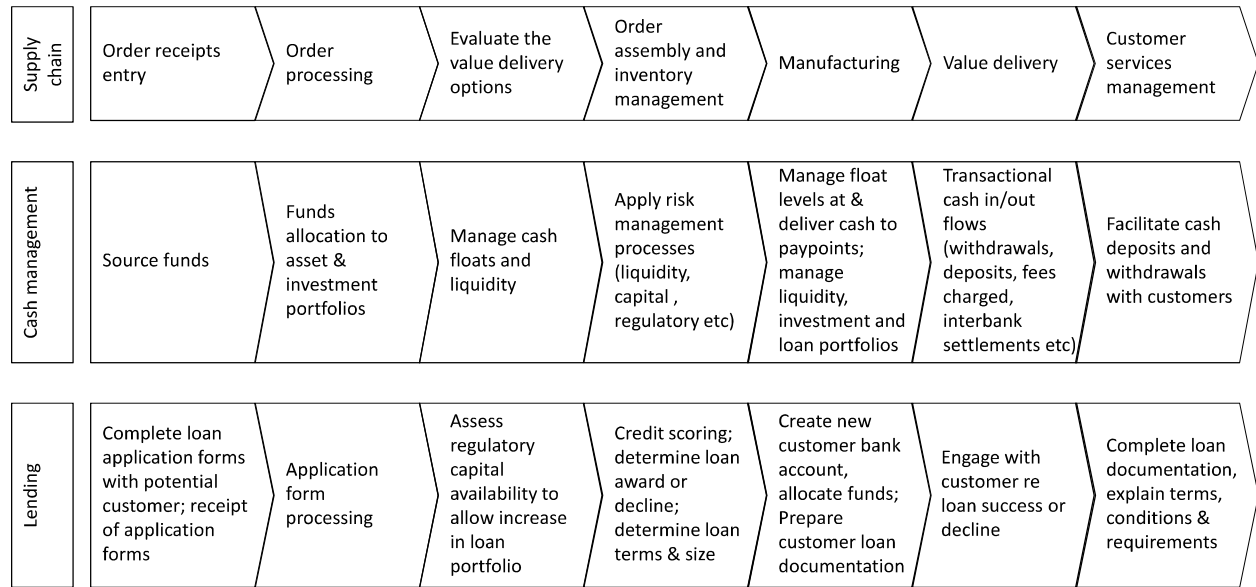 Supply
chain
Order receipts
entry
Order
processing
Evaluate the
value delivery
options
Order
assembly and
inventory
management
Manufacturing
Value delivery
Customer
services
management
Cash management
Source funds
Funds
allocation to
asset &
investment
portfolios
Manage cash
floats and
liquidity
Apply risk
management
processes
(liquidity,
capital ,
regulatory etc)
Manage float
levels at &
deliver cash to
paypoints;
manage
liquidity,
investment and
loan portfolios
Transactional
cash in/out
flows
(withdrawals,
deposits, fees
charged,
interbank
settlements etc)
Facilitate cash
deposits and
withdrawals
with customers
Lending
Complete loan
application forms
with potential
customer; receipt
of application
forms
Application
form
processing
Assess
regulatory
capital
availability to
allow increase
in loan
portfolio
Credit scoring;
determine loan
award or
decline;
determine loan
terms & size
Create new
customer bank
account,
allocate funds;
Prepare
customer loan
documentation
Engage with
customer re
loan success or
decline
Complete loan
documentation,
explain terms,
conditions &
requirements